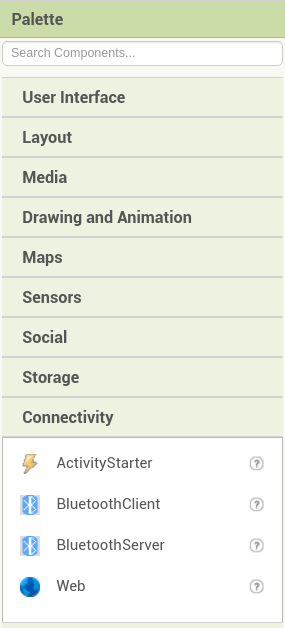 Palette
Search Components...
User Interface
Layout
Media
Drawing and Animation
Maps
Sensors
Social
Storage
Connectivity
ActivityStarter ?
BluetoothClient ?
BluetoothServer ?
Web ?